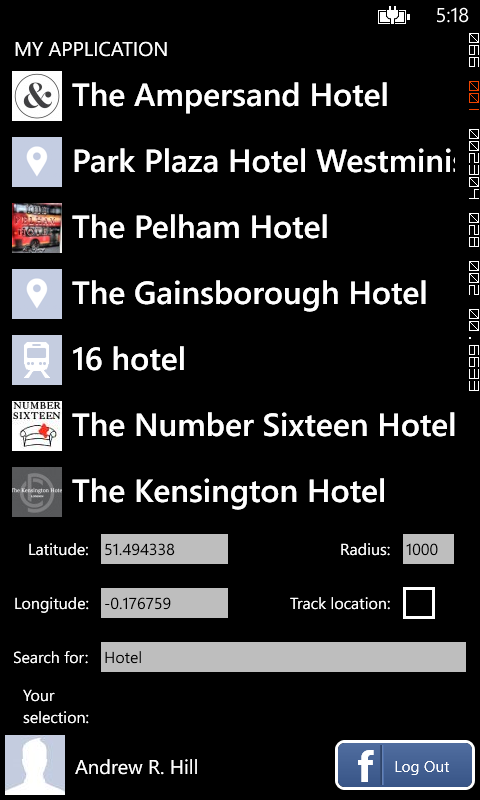 5:18
MY APPLICATION
&
The Ampersand Hotel
Park Plaza Hotel Westminis
The Pelham Hotel
The Gainsborough Hotel
16 hotel
NUMBER
SIXTEEN
The Number Sixteen Hotel
The Kensington Hotel
The Kensington Hotel
Latitude: 51.494338 Radius: 1000
Longitude: -0.176759 Track location:
Search for: Hotel
Your
selection:
Andrew R. Hill
f Log Out